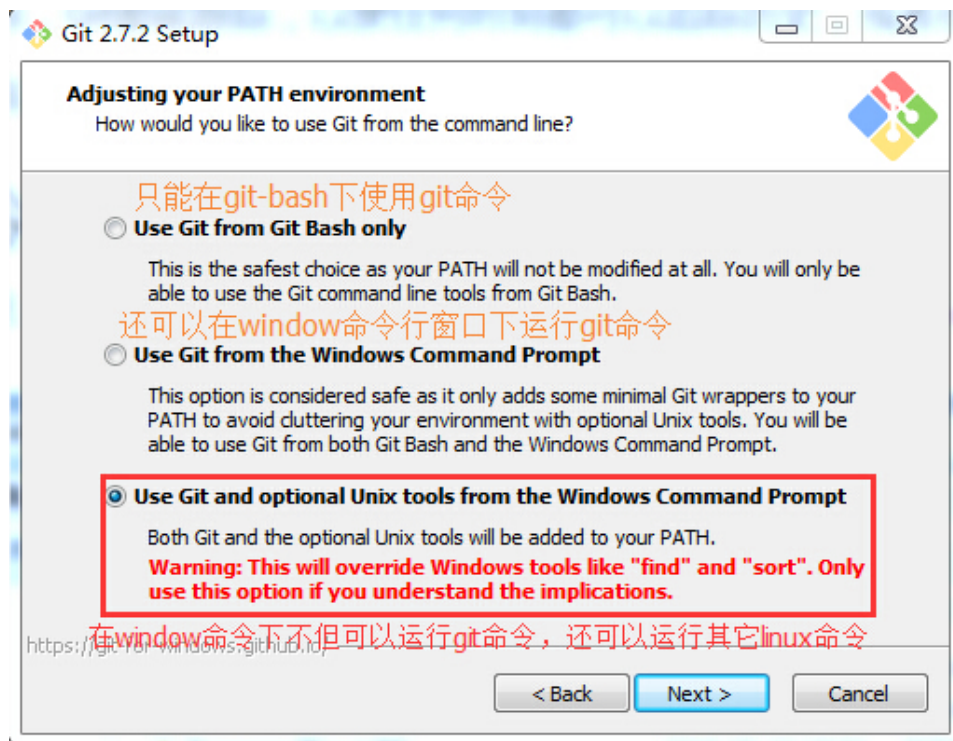 Git 2.7.2 Setup
Adjusting your PATH environment
How would you like to use Git from the command line?
只能在git-bash下使用git命令
Use Git from Git Bash only
This is the safest choice as your PATH will not be modified at all. You will only be
able to use the Git command line tools from Git Bash.
还可以在window命令行窗口下运行git命令
Use Git from the Windows Command Prompt
This option is considered safe as it only adds some minimal Git wrappers to your
PATH to avoid cluttering your environment with optional Unix tools. You will be
able to use Git from both Git Bash and the Windows Command Prompt.
Use Git and optional Unix tools from the Windows Command Prompt
Both Git and the optional Unix tools will be added to your PATH.
Warning: This will override Windows tools like "find" and "sort". Only
use this option if you understand the implications.
在window命令下不但可以运行git命令，还可以运行其它linux命令
https://git-for-windows.github.io/
< Back
Next >
Cancel